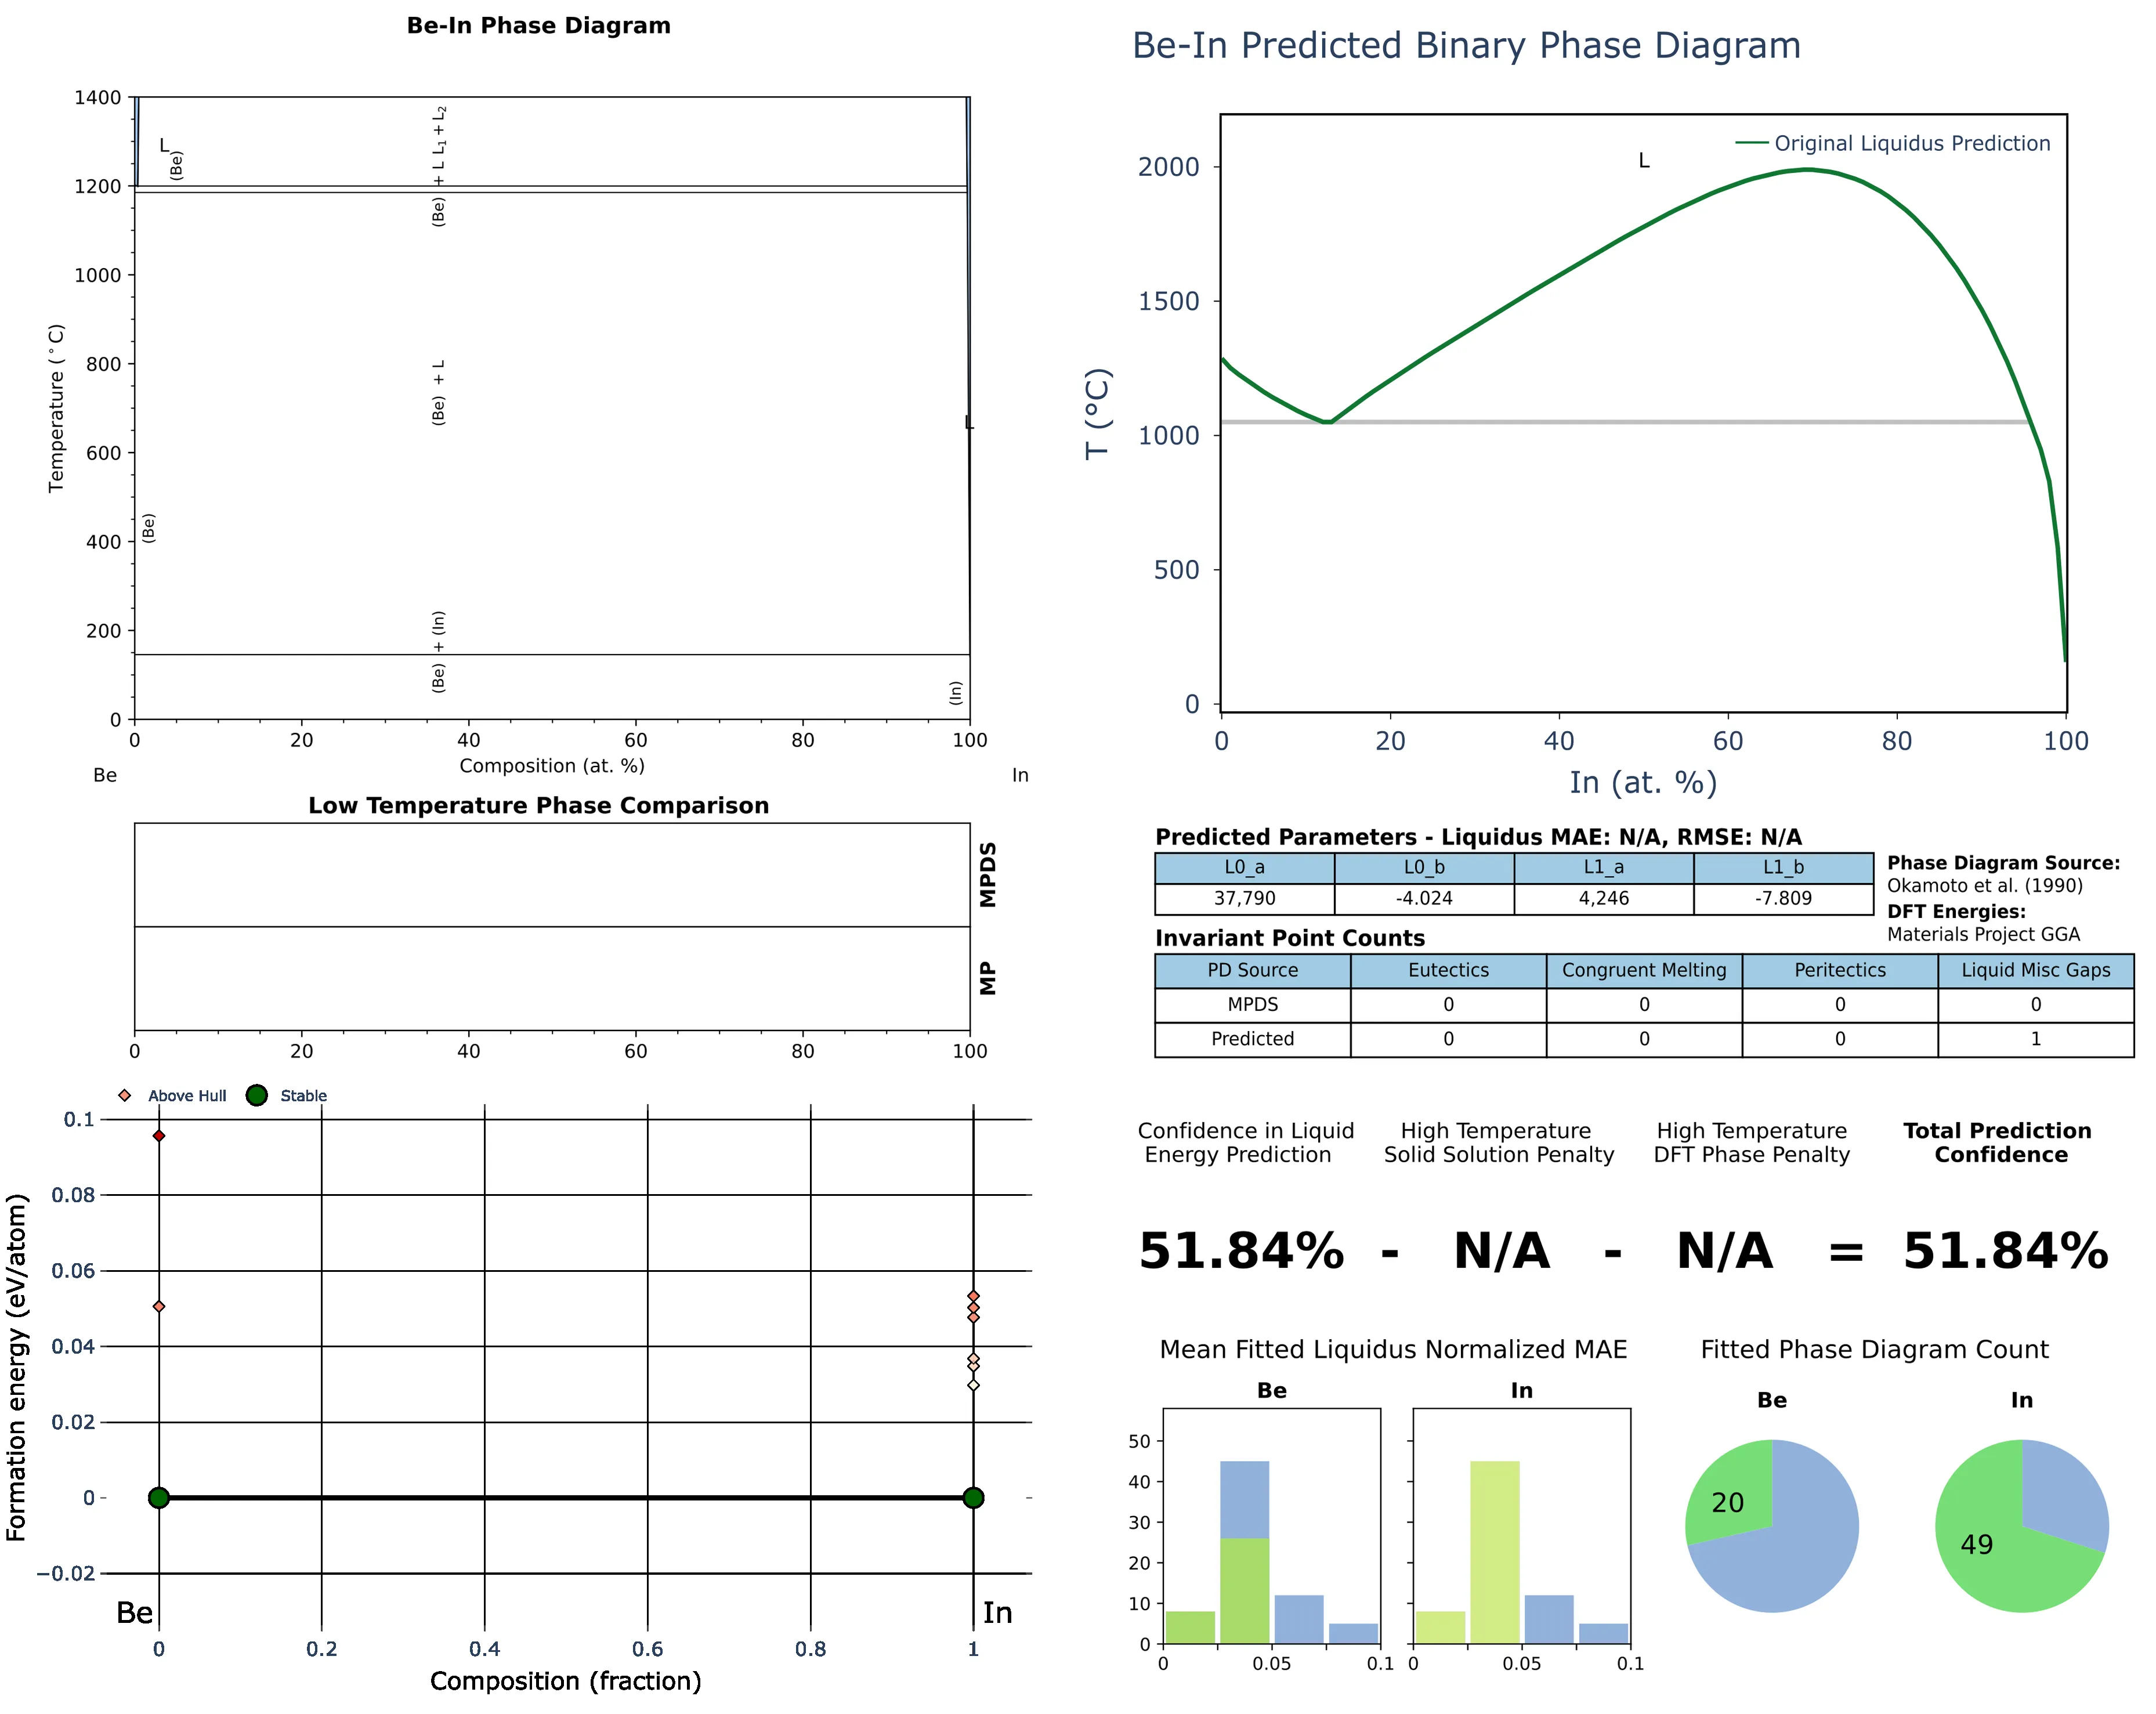 Be-In Phase Diagram
1400
1200
1000
800
600
400
200
0
Temperature (°C)
L
(Be)
(Be) + L L₁ + L₂
(Be) + L
L
(Be)
(Be) + (In)
(In)
0 20 40 60 80 100
Composition (at. %)
Be In
Low Temperature Phase Comparison
MPDS
MP
0 20 40 60 80 100
Above Hull Stable
0.1
0.08
0.06
0.04
0.02
0
−0.02
Formation energy (eV/atom)
Be In
0 0.2 0.4 0.6 0.8 1
Composition (fraction)
Be-In Predicted Binary Phase Diagram
L
Original Liquidus Prediction
2000
1500
1000
500
0
T (°C)
0 20 40 60 80 100
In (at. %)
Predicted Parameters - Liquidus MAE: N/A, RMSE: N/A
L0_a L0_b L1_a L1_b
37,790 -4.024 4,246 -7.809
Phase Diagram Source:
Okamoto et al. (1990)
DFT Energies:
Materials Project GGA
Invariant Point Counts
PD Source Eutectics Congruent Melting Peritectics Liquid Misc Gaps
MPDS 0 0 0 0
Predicted 0 0 0 1
Confidence in Liquid
Energy Prediction
High Temperature
Solid Solution Penalty
High Temperature
DFT Phase Penalty
Total Prediction
Confidence
51.84% - N/A - N/A = 51.84%
Mean Fitted Liquidus Normalized MAE
Be In
50
40
30
20
10
0
0 0.05 0.1 0 0.05 0.1
Fitted Phase Diagram Count
Be In
20 49